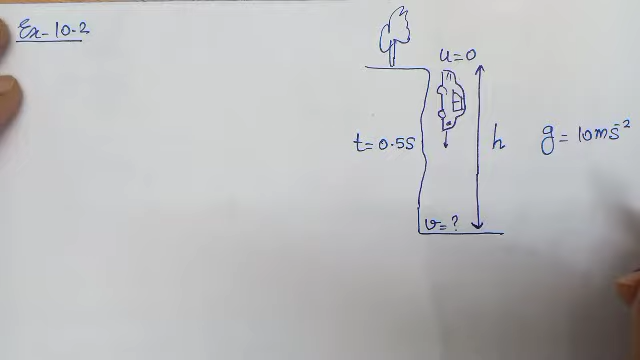 Ex-10.2
u=0
t=0.5s
h
g=10ms⁻²
v=?